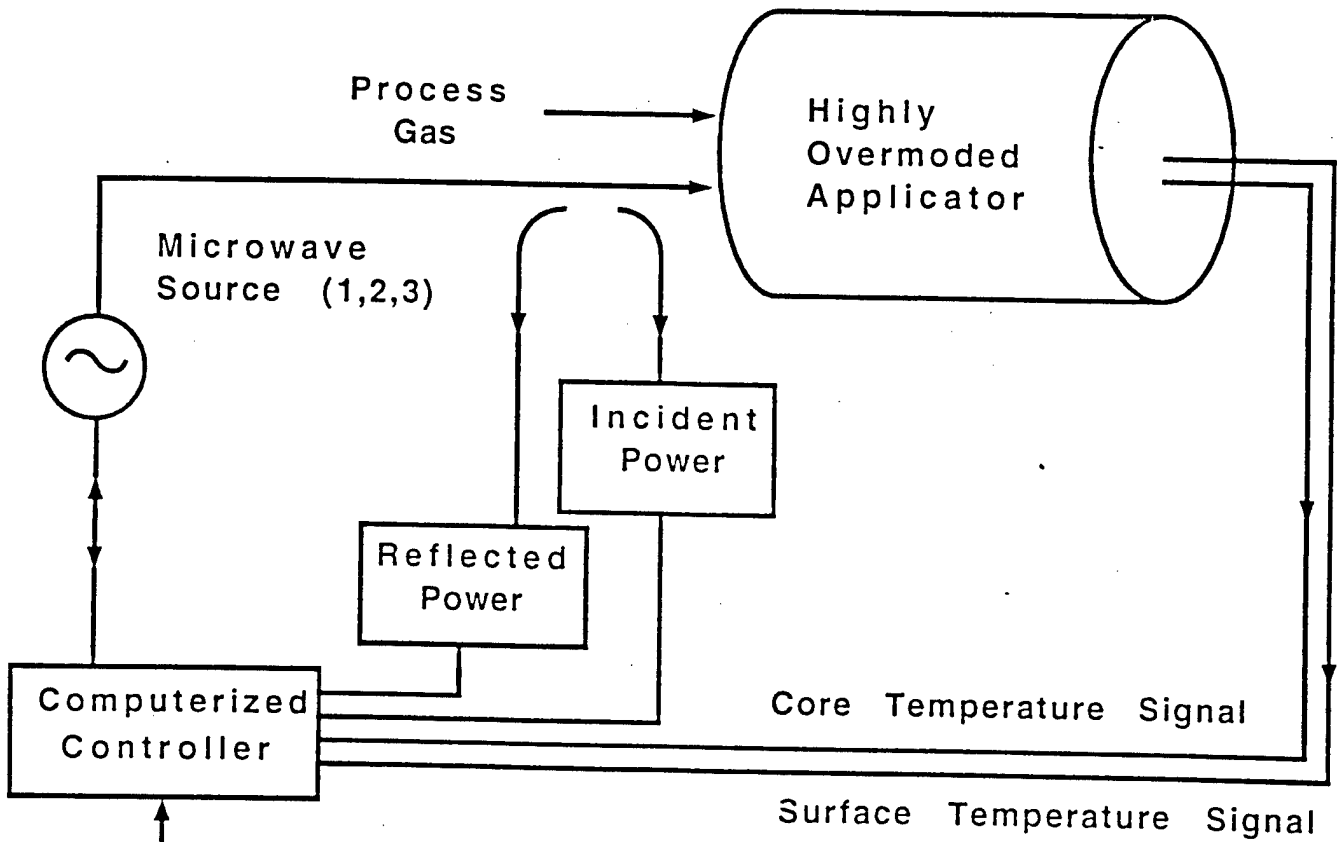 Process
Gas
Highly
Overmoded
Applicator
Microwave
Source (1,2,3)
Incident
Power
Reflected
Power
Computerized
Controller
Core Temperature Signal
Surface Temperature Signal